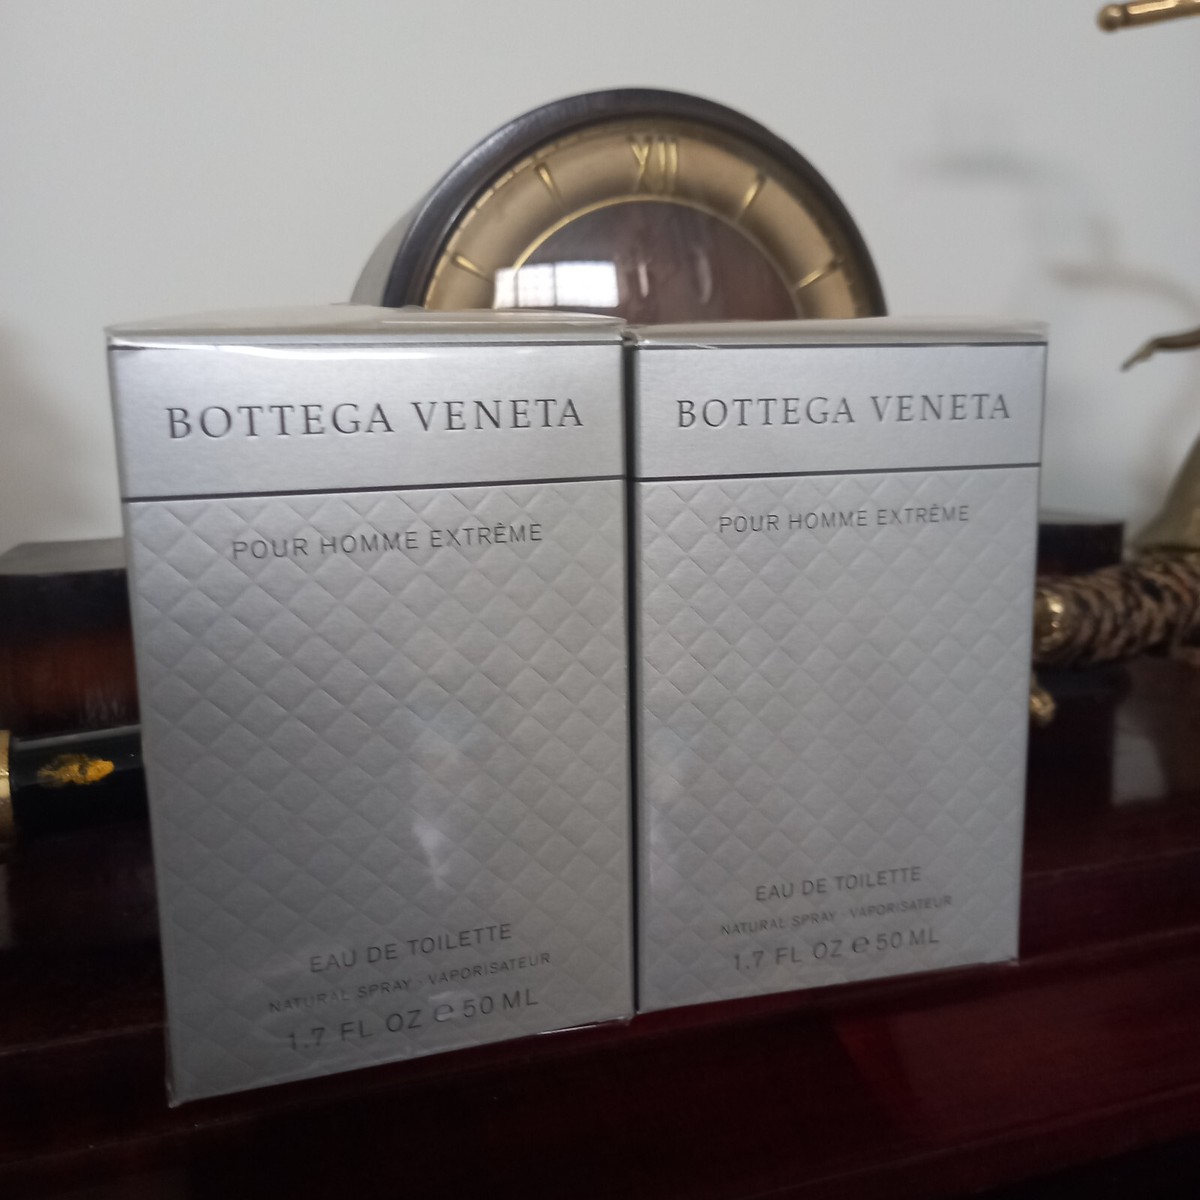 XII
BOTTEGA VENETA
POUR HOMME EXTRÊME
EAU DE TOILETTE
NATURAL SPRAY · VAPORISATEUR
1.7 FL OZ ℮ 50 ML
BOTTEGA VENETA
POUR HOMME EXTRÊME
EAU DE TOILETTE
NATURAL SPRAY · VAPORISATEUR
1.7 FL OZ ℮ 50 ML